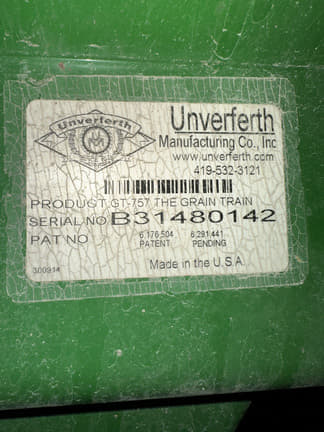 Unverferth
Unverferth
Manufacturing Co., Inc
www.unverferth.com
419-532-3121
PRODUCT GT-757 THE GRAIN TRAIN
SERIAL NO B31480142
PAT NO 6,176,504 6,291,441
PATENT PENDING
Made in the U.S.A.
300914